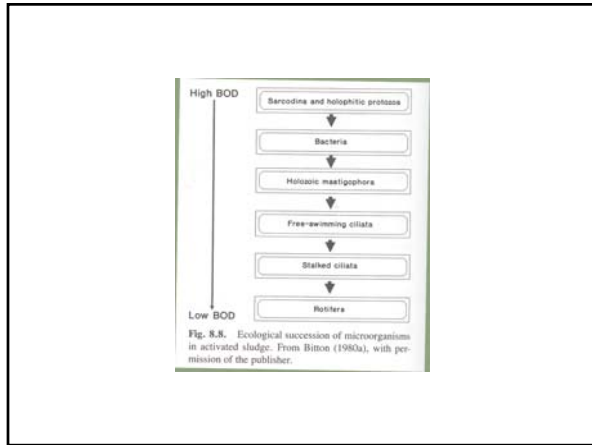 High BOD
Sarcodina and holophitic protozoa
Bacteria
Holozoic mastigophora
Free-swimming ciliata
Stalked ciliata
Rotifera
Low BOD
Fig. 8.8. Ecological succession of microorganisms
in activated sludge. From Bitton (1980a), with per-
mission of the publisher.